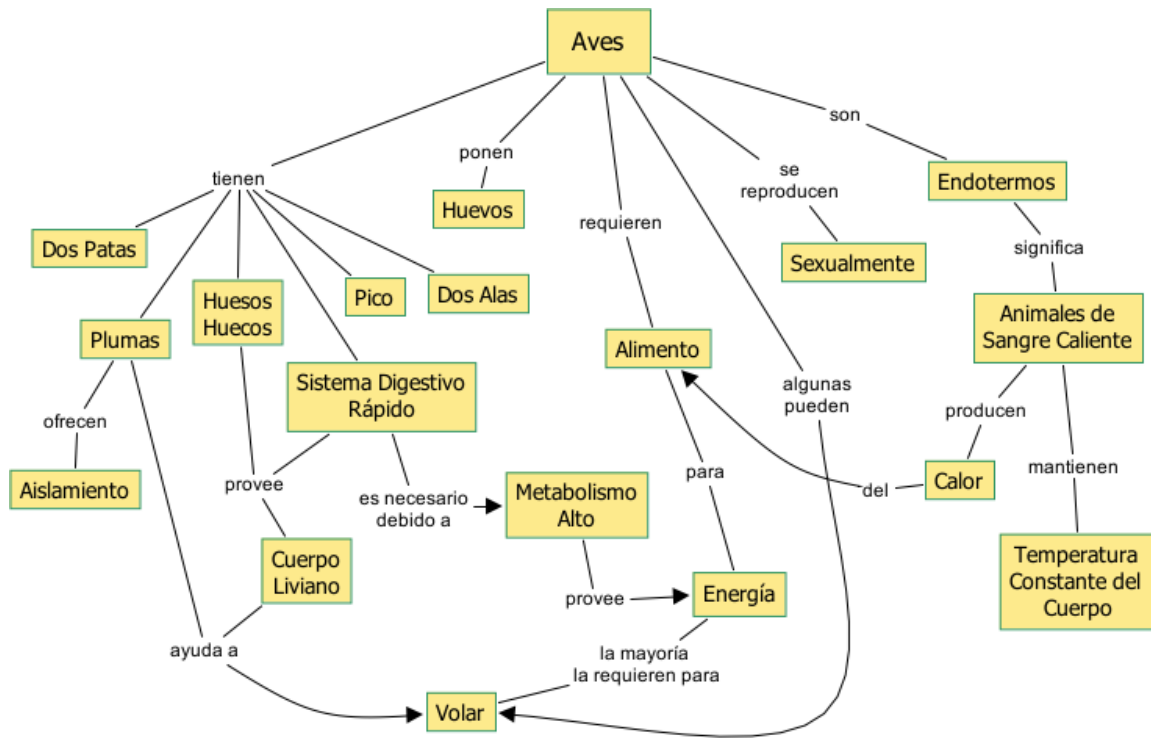 Aves
son
ponen
se
reproducen
tienen
Endotermos
Huevos
requieren
Dos Patas
significa
Sexualmente
Huesos
Huecos
Pico
Dos Alas
Animales de
Sangre Caliente
Plumas
Alimento
Sistema Digestivo
Rápido
algunas
pueden
ofrecen
producen
Aislamiento
provee
es necesario
debido a
Metabolismo
Alto
para
del
Calor
mantienen
Cuerpo
Liviano
provee
Energía
Temperatura
Constante del
Cuerpo
ayuda a
la mayoría
la requieren para
Volar